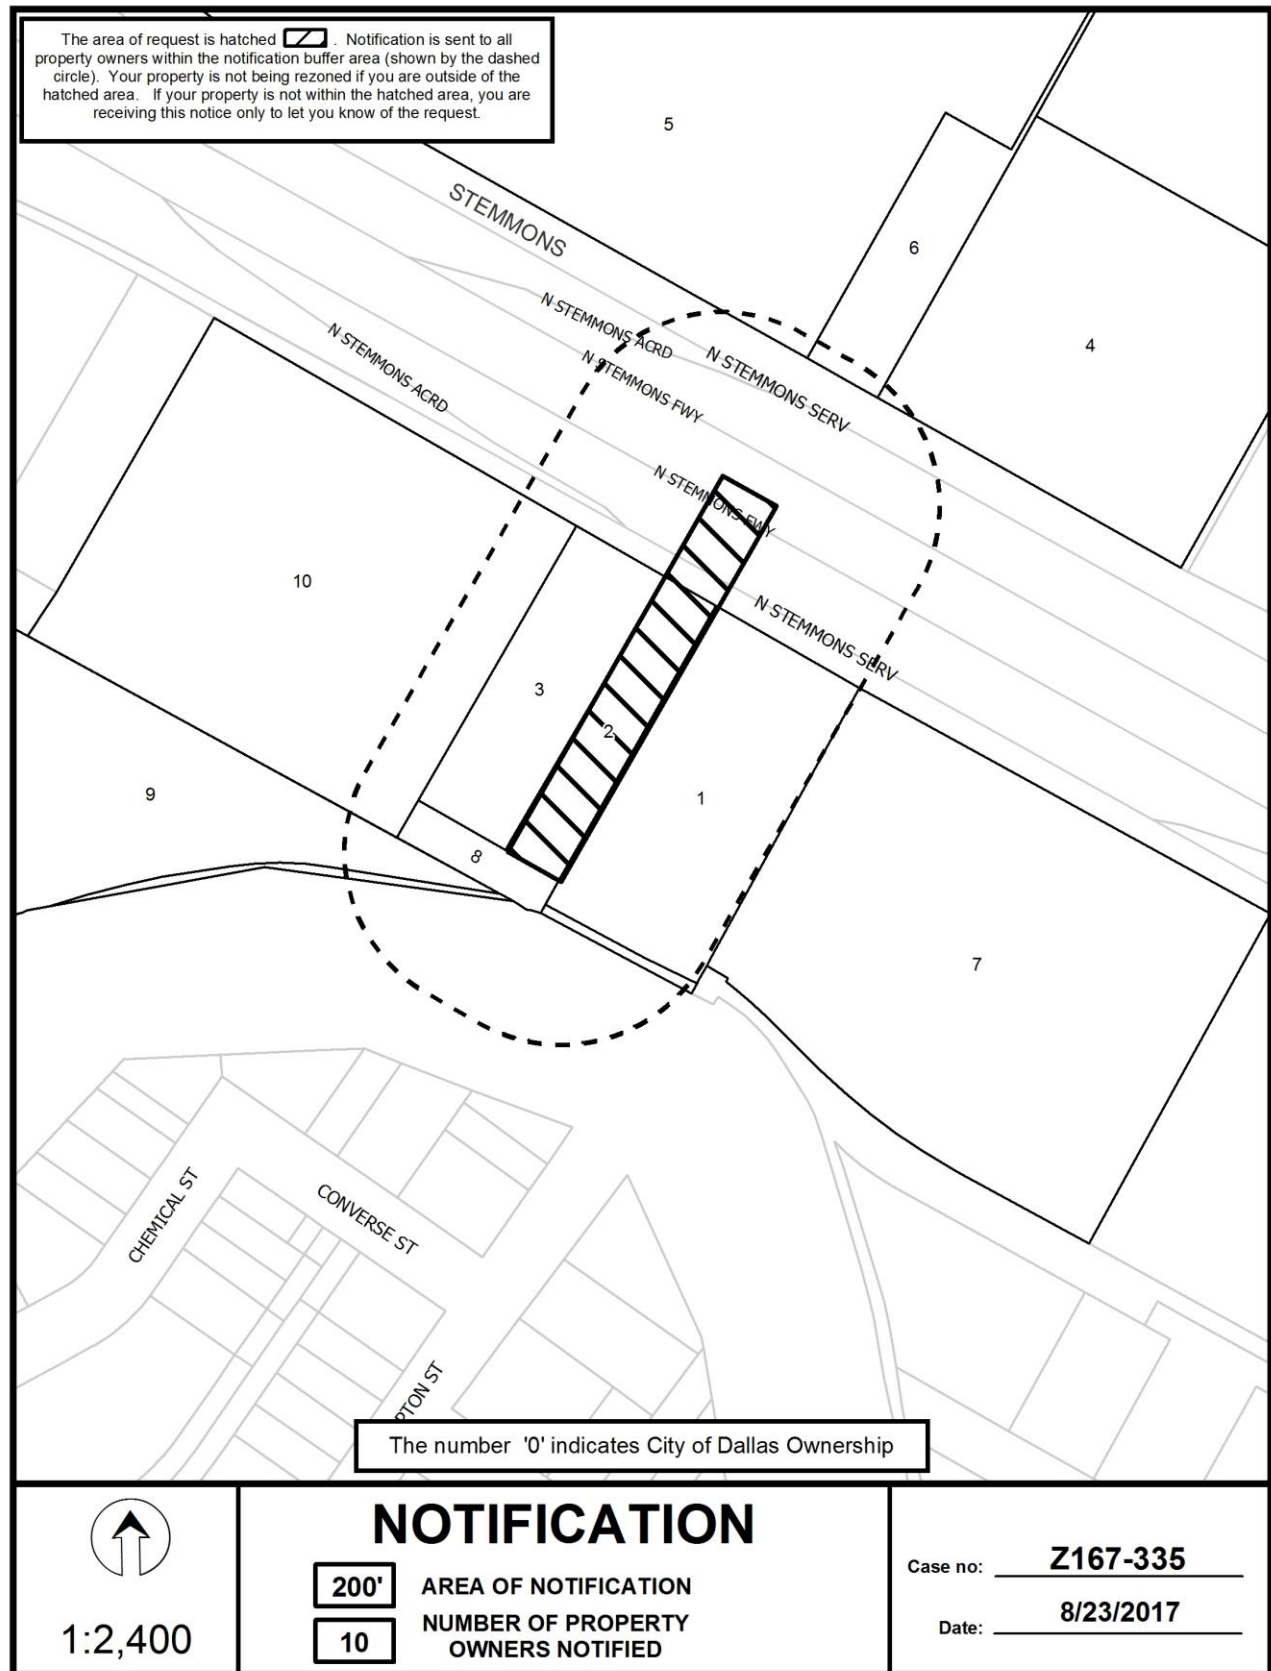 The area of request is hatched . Notification is sent to all
property owners within the notification buffer area (shown by the dashed
circle). Your property is not being rezoned if you are outside of the
hatched area. If your property is not within the hatched area, you are
receiving this notice only to let you know of the request.
5
STEMMONS
6
N STEMMONS ACRD
N STEMMONS SERV
4
N STEMMONS ACRD
N STEMMONS FWY
N STEMMONS FWY
10
N STEMMONS SERV
3
2
9
1
8
7
CHEMICAL ST
CONVERSE ST
PTON ST
The number '0' indicates City of Dallas Ownership
1:2,400
NOTIFICATION
200' AREA OF NOTIFICATION
10 NUMBER OF PROPERTY
OWNERS NOTIFIED
Case no: Z167-335
Date: 8/23/2017